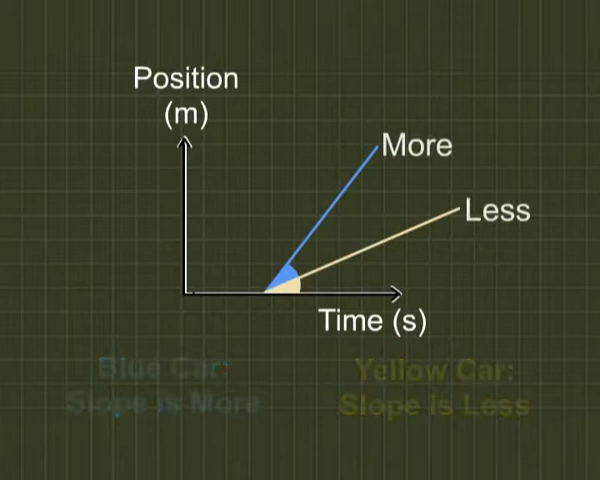 Position
(m)
More
Less
Time (s)
Blue Car:
Slope is More
Yellow Car:
Slope is Less